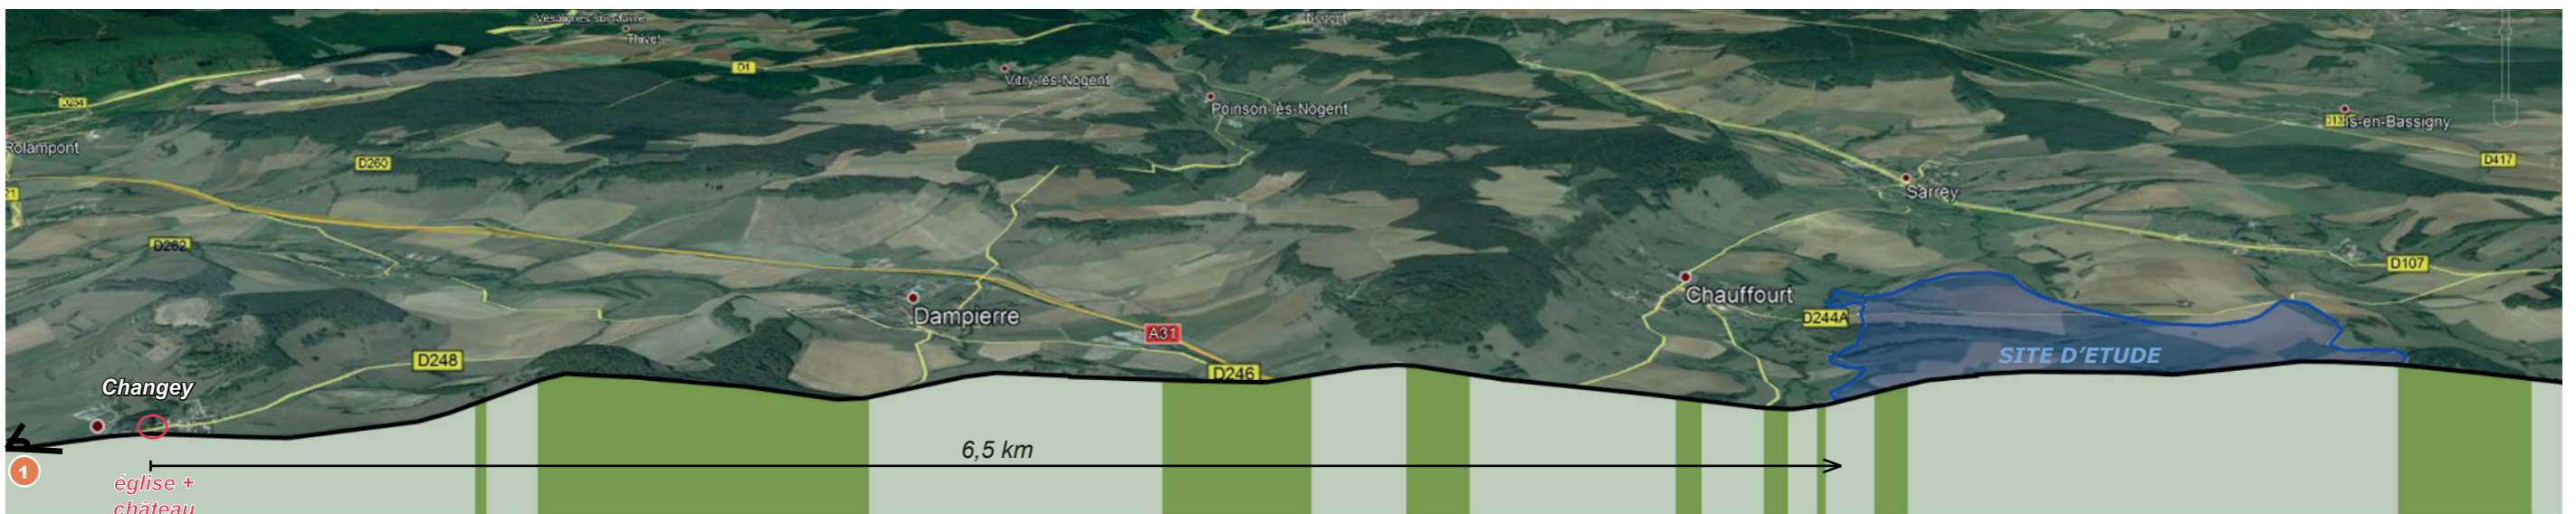 Vesaignes-sur-Marne
Nogent
Thivet
D1
Vitry-lès-Nogent
D254
Poinson-lès-Nogent
Is-en-Bassigny
Rolampont
D260
D417
Sarrey
D262
D107
Chauffourt
Dampierre
D244A
A31
SITE D'ETUDE
D248
D246
Changey
6,5 km
1
église +
château